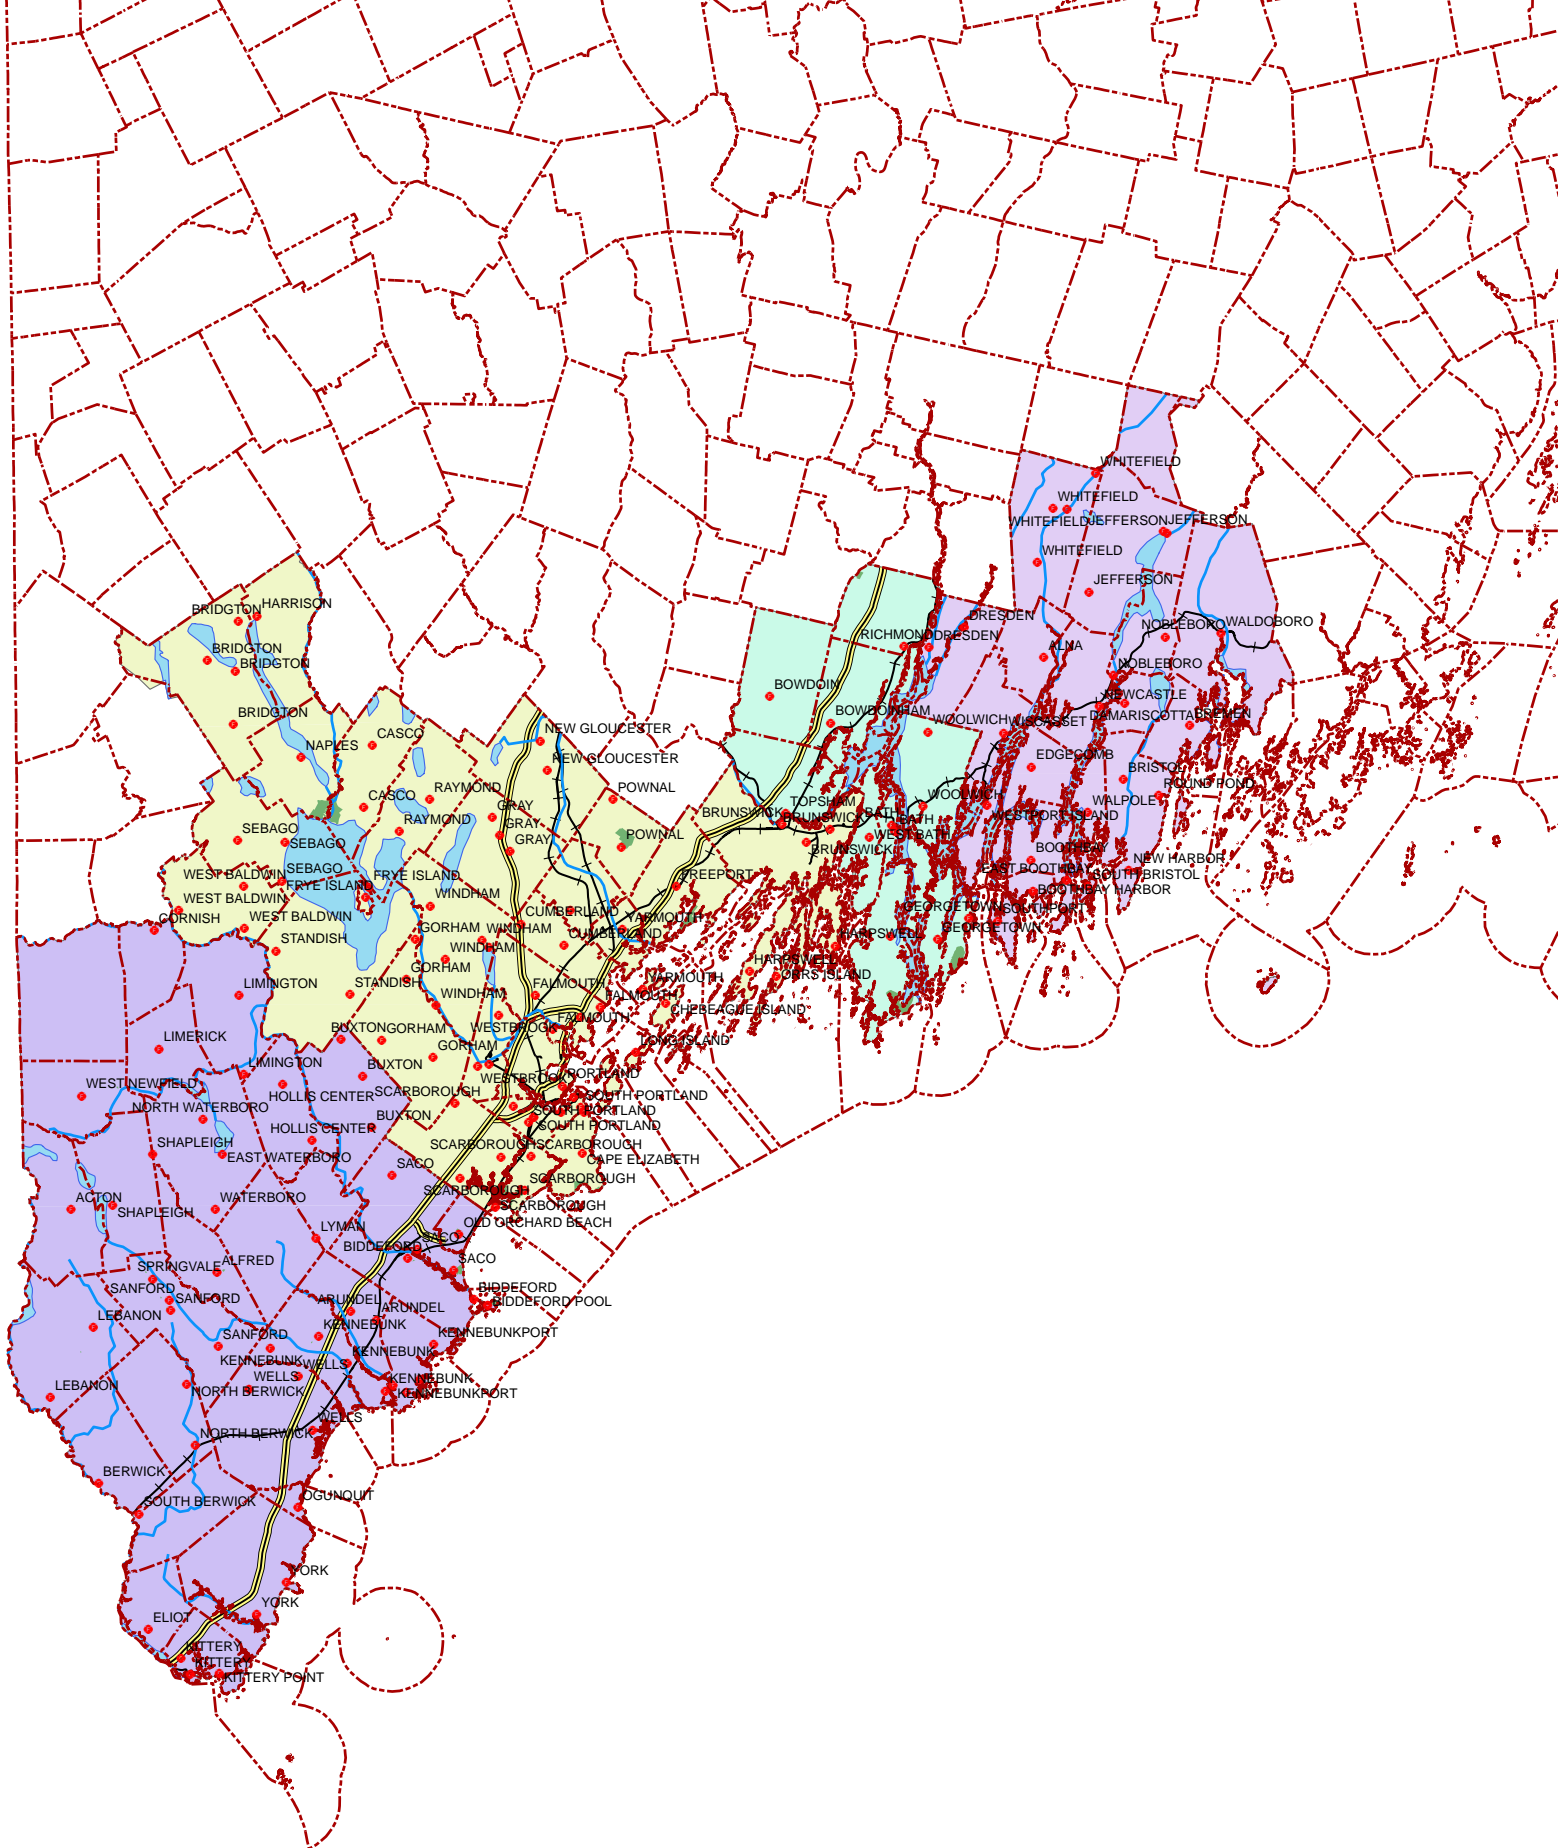 WHITEFIELD
WHITEFIELD
WHITEFIELD
JEFFERSON
JEFFERSON
WHITEFIELD
JEFFERSON
HARRISON
BRIDGTON
DRESDEN
WALDOBORO
RICHMOND
DRESDEN
NOBLEBORO
BRIDGTON
ALNA
BRIDGTON
NOBLEBORO
BOWDOIN
NEWCASTLE
BOWDOINHAM
DAMARISCOTTA
BREMEN
BRIDGTON
WOOLWICH
WISCASSET
NEW GLOUCESTER
CASCO
NAPLES
EDGECOMB
NEW GLOUCESTER
BRISTOL
ROUND POND
RAYMOND
POWNAL
CASCO
WOOLWICH
WALPOLE
TOPSHAM
GRAY
BRUNSWICK
BRUNSWICK
BATH
BATH
WESTPORT ISLAND
RAYMOND
GRAY
SEBAGO
GRAY
POWNAL
WEST BATH
SEBAGO
BRUNSWICK
BOOTHBAY
NEW HARBOR
SEBAGO
WEST BALDWIN
FRYE ISLAND
FRYE ISLAND
FREEPORT
EAST BOOTHBAY
SOUTH BRISTOL
WINDHAM
BOOTHBAY HARBOR
WEST BALDWIN
GEORGETOWN
SOUTHPORT
CORNISH
WEST BALDWIN
CUMBERLAND
YARMOUTH
GORHAM
WINDHAM
GEORGETOWN
STANDISH
WINDHAM
CUMBERLAND
HARPSWELL
GORHAM
HARPSWELL
ORRS ISLAND
LIMINGTON
STANDISH
WINDHAM
FALMOUTH
YARMOUTH
FALMOUTH
CHEBEAGUE ISLAND
FALMOUTH
BUXTON
GORHAM
WESTBROOK
LIMERICK
GORHAM
LONG ISLAND
LIMINGTON
BUXTON
WESTBROOK
PORTLAND
WEST NEWFIELD
HOLLIS CENTER
SCARBOROUGH
SOUTH PORTLAND
NORTH WATERBORO
BUXTON
SOUTH PORTLAND
HOLLIS CENTER
SOUTH PORTLAND
SHAPLEIGH
SCARBOROUGH
SCARBOROUGH
EAST WATERBORO
CAPE ELIZABETH
SACO
SCARBOROUGH
ACTON
SHAPLEIGH
WATERBORO
SCARBOROUGH
SCARBOROUGH
LYMAN
OLD ORCHARD BEACH
SACO
BIDDEFORD
SPRINGVALE
ALFRED
SACO
SANFORD
SANFORD
BIDDEFORD
LEBANON
ARUNDEL
ARUNDEL
BIDDEFORD POOL
SANFORD
KENNEBUNK
KENNEBUNKPORT
KENNEBUNK
WELLS
KENNEBUNK
LEBANON
WELLS
NORTH BERWICK
KENNEBUNK
KENNEBUNKPORT
WELLS
NORTH BERWICK
BERWICK
SOUTH BERWICK
OGUNQUIT
YORK
YORK
ELIOT
KITTERY
KITTERY
KITTERY POINT